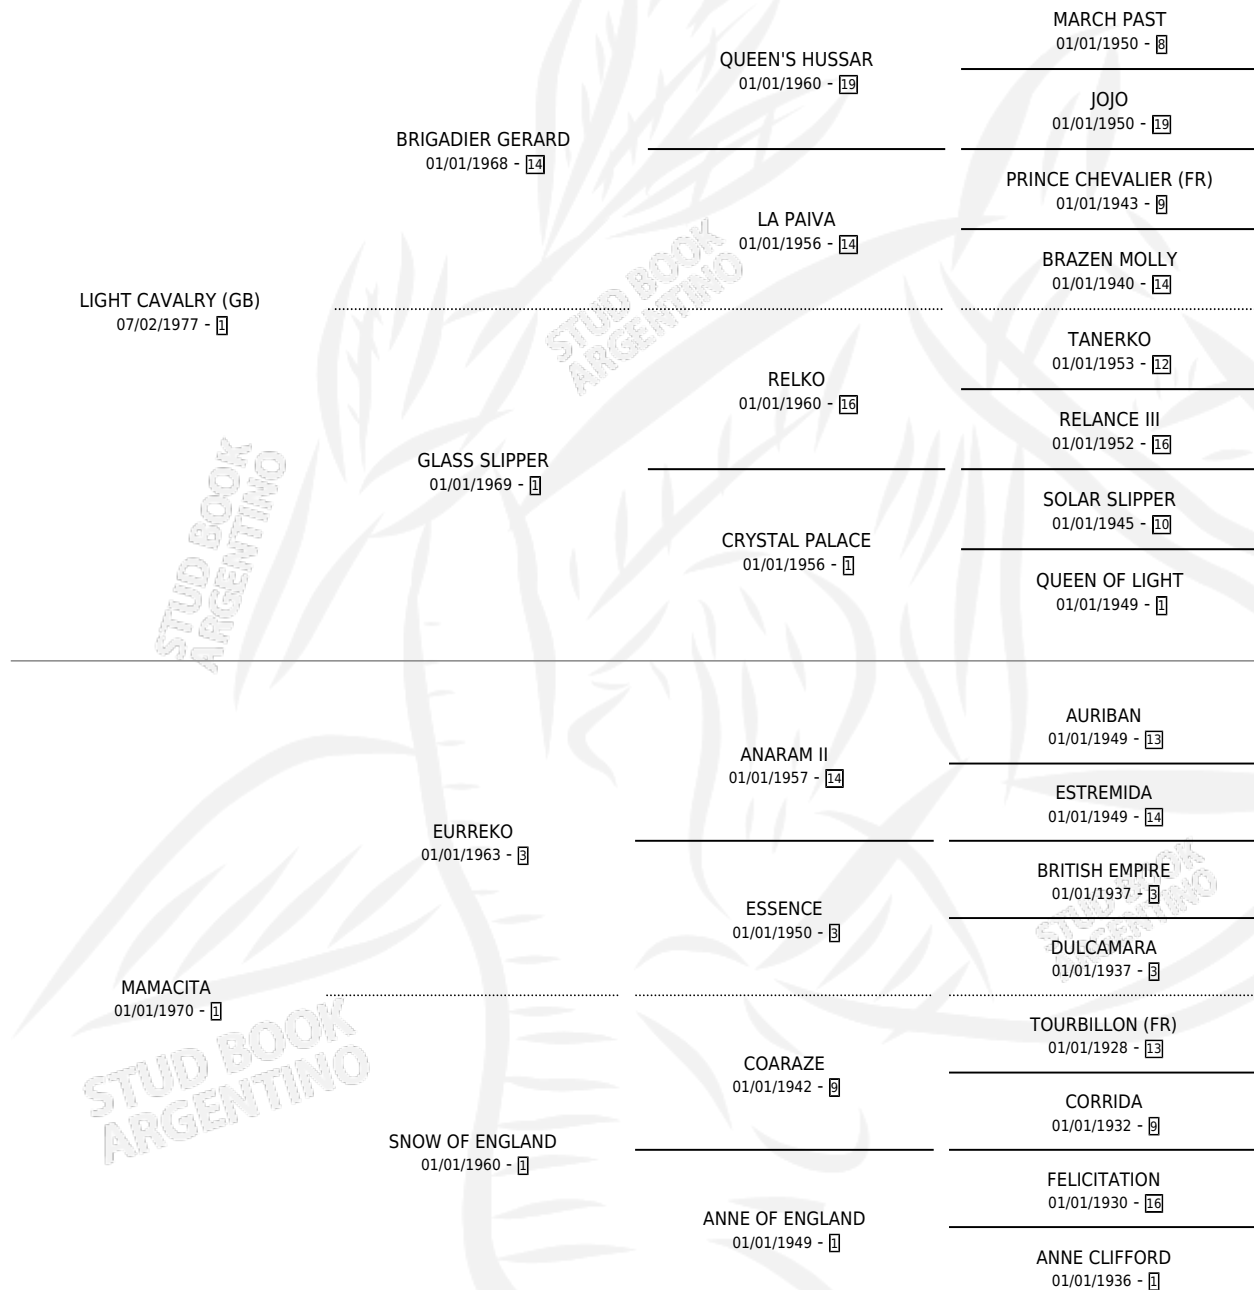 MARCH PAST
01/01/1950 - 8
QUEEN'S HUSSAR
01/01/1960 - 19
JOJO
01/01/1950 - 19
BRIGADIER GERARD
01/01/1968 - 14
PRINCE CHEVALIER (FR)
01/01/1943 - 9
LA PAIVA
01/01/1956 - 14
BRAZEN MOLLY
01/01/1940 - 14
LIGHT CAVALRY (GB)
07/02/1977 - 1
STUD BOOK
ARGENTINO
TANERKO
01/01/1953 - 12
RELKO
01/01/1960 - 16
RELANCE III
01/01/1952 - 16
GLASS SLIPPER
01/01/1969 - 1
SOLAR SLIPPER
01/01/1945 - 10
CRYSTAL PALACE
01/01/1956 - 1
QUEEN OF LIGHT
01/01/1949 - 1
STUD BOOK
ARGENTINO
AURIBAN
01/01/1949 - 13
ANARAM II
01/01/1957 - 14
ESTREMIDA
01/01/1949 - 14
EURREKO
01/01/1963 - 3
BRITISH EMPIRE
01/01/1937 - 3
ESSENCE
01/01/1950 - 3
DULCAMARA
01/01/1937 - 3
STUD BOOK
ARGENTINO
MAMACITA
01/01/1970 - 1
TOURBILLON (FR)
01/01/1928 - 13
COARAZE
01/01/1942 - 9
CORRIDA
01/01/1932 - 9
STUD BOOK
ARGENTINO
SNOW OF ENGLAND
01/01/1960 - 1
FELICITATION
01/01/1930 - 16
ANNE OF ENGLAND
01/01/1949 - 1
ANNE CLIFFORD
01/01/1936 - 1